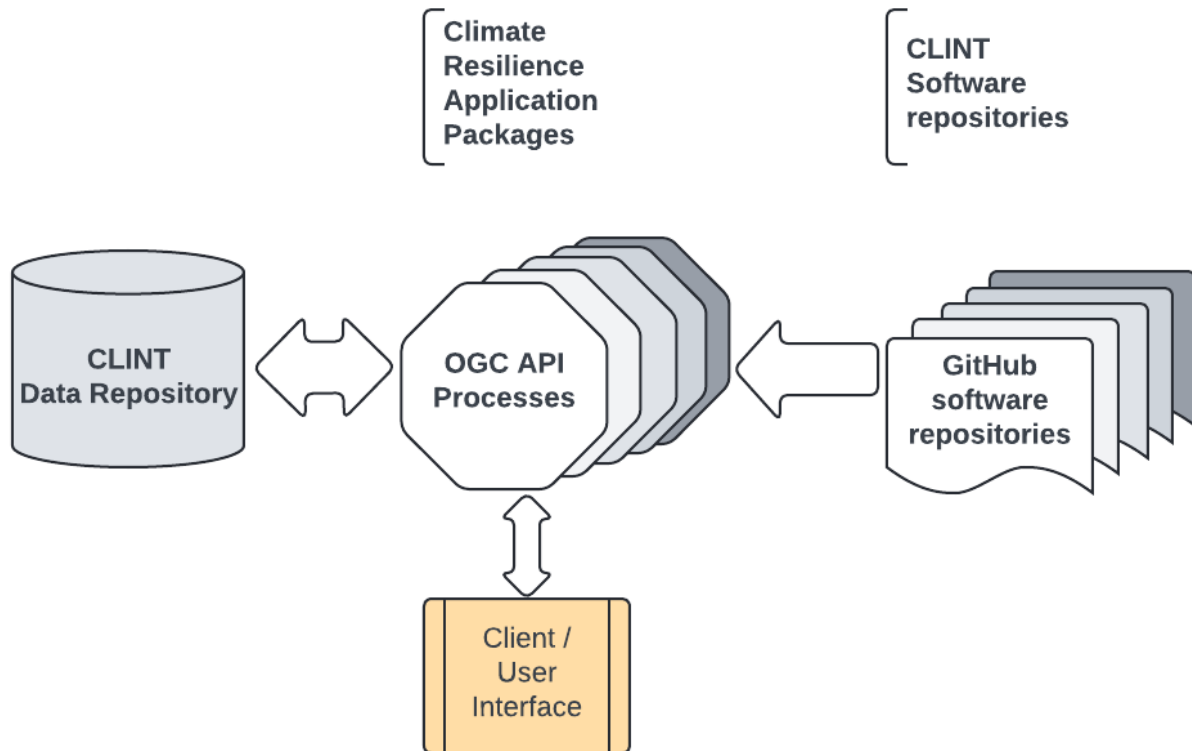 Climate
Resilience
Application
Packages
CLINT
Software
repositories
CLINT
Data Repository
OGC API
Processes
GitHub
software
repositories
Client /
User
Interface